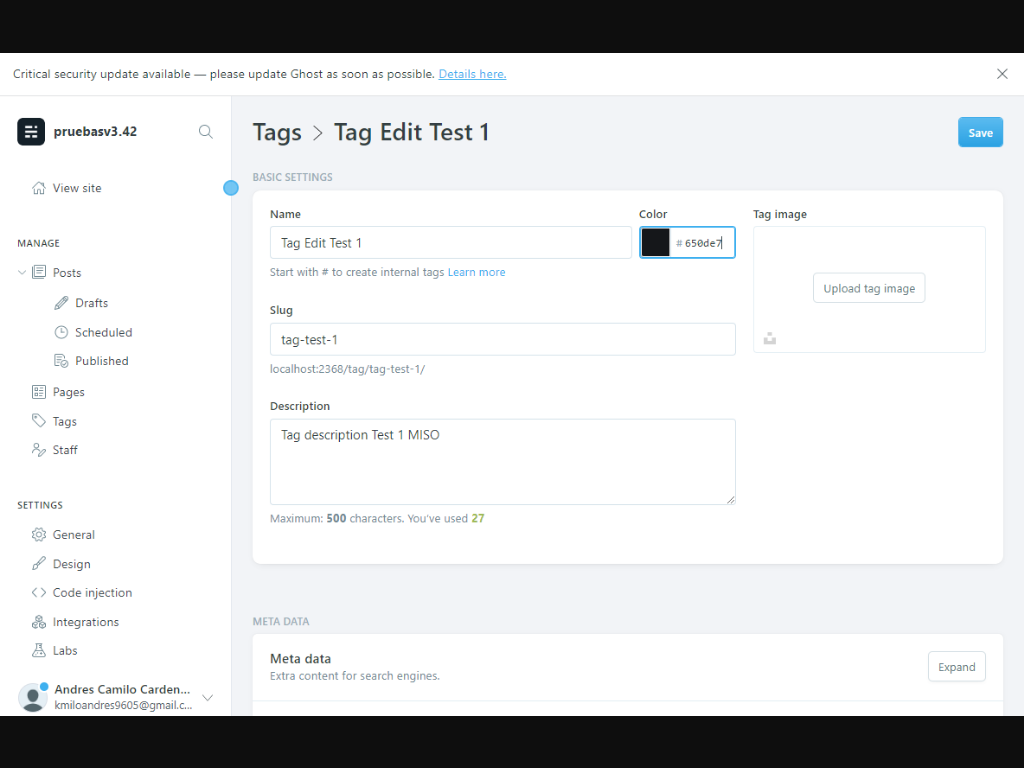 Critical security update available — please update Ghost as soon as possible. Details here.
pruebasv3.42
View site
MANAGE
Posts
Drafts
Scheduled
Published
Pages
Tags
Staff
SETTINGS
General
Design
Code injection
Integrations
Labs
Andres Camilo Carden...
kmiloandres9605@gmail.c...
Tags > Tag Edit Test 1
Save
BASIC SETTINGS
Name
Tag Edit Test 1
Start with # to create internal tags Learn more
Color
# 650de7
Tag image
Upload tag image
Slug
tag-test-1
localhost:2368/tag/tag-test-1/
Description
Tag description Test 1 MISO
Maximum: 500 characters. You've used 27
META DATA
Meta data
Extra content for search engines.
Expand